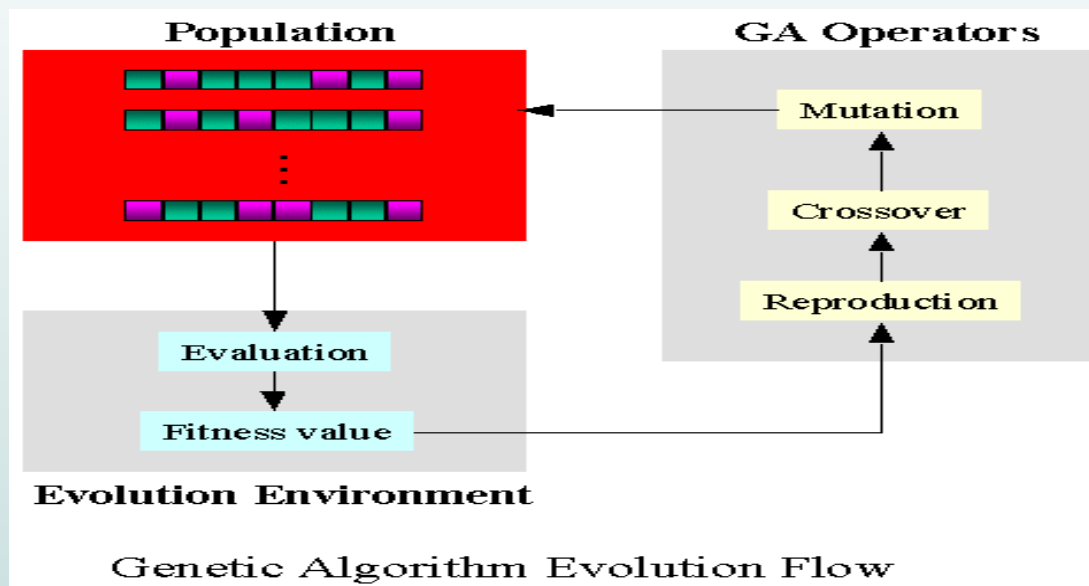 Population
GA Operators
Mutation
Crossover
Reproduction
Evaluation
Fitness value
Evolution Environment
Genetic Algorithm Evolution Flow